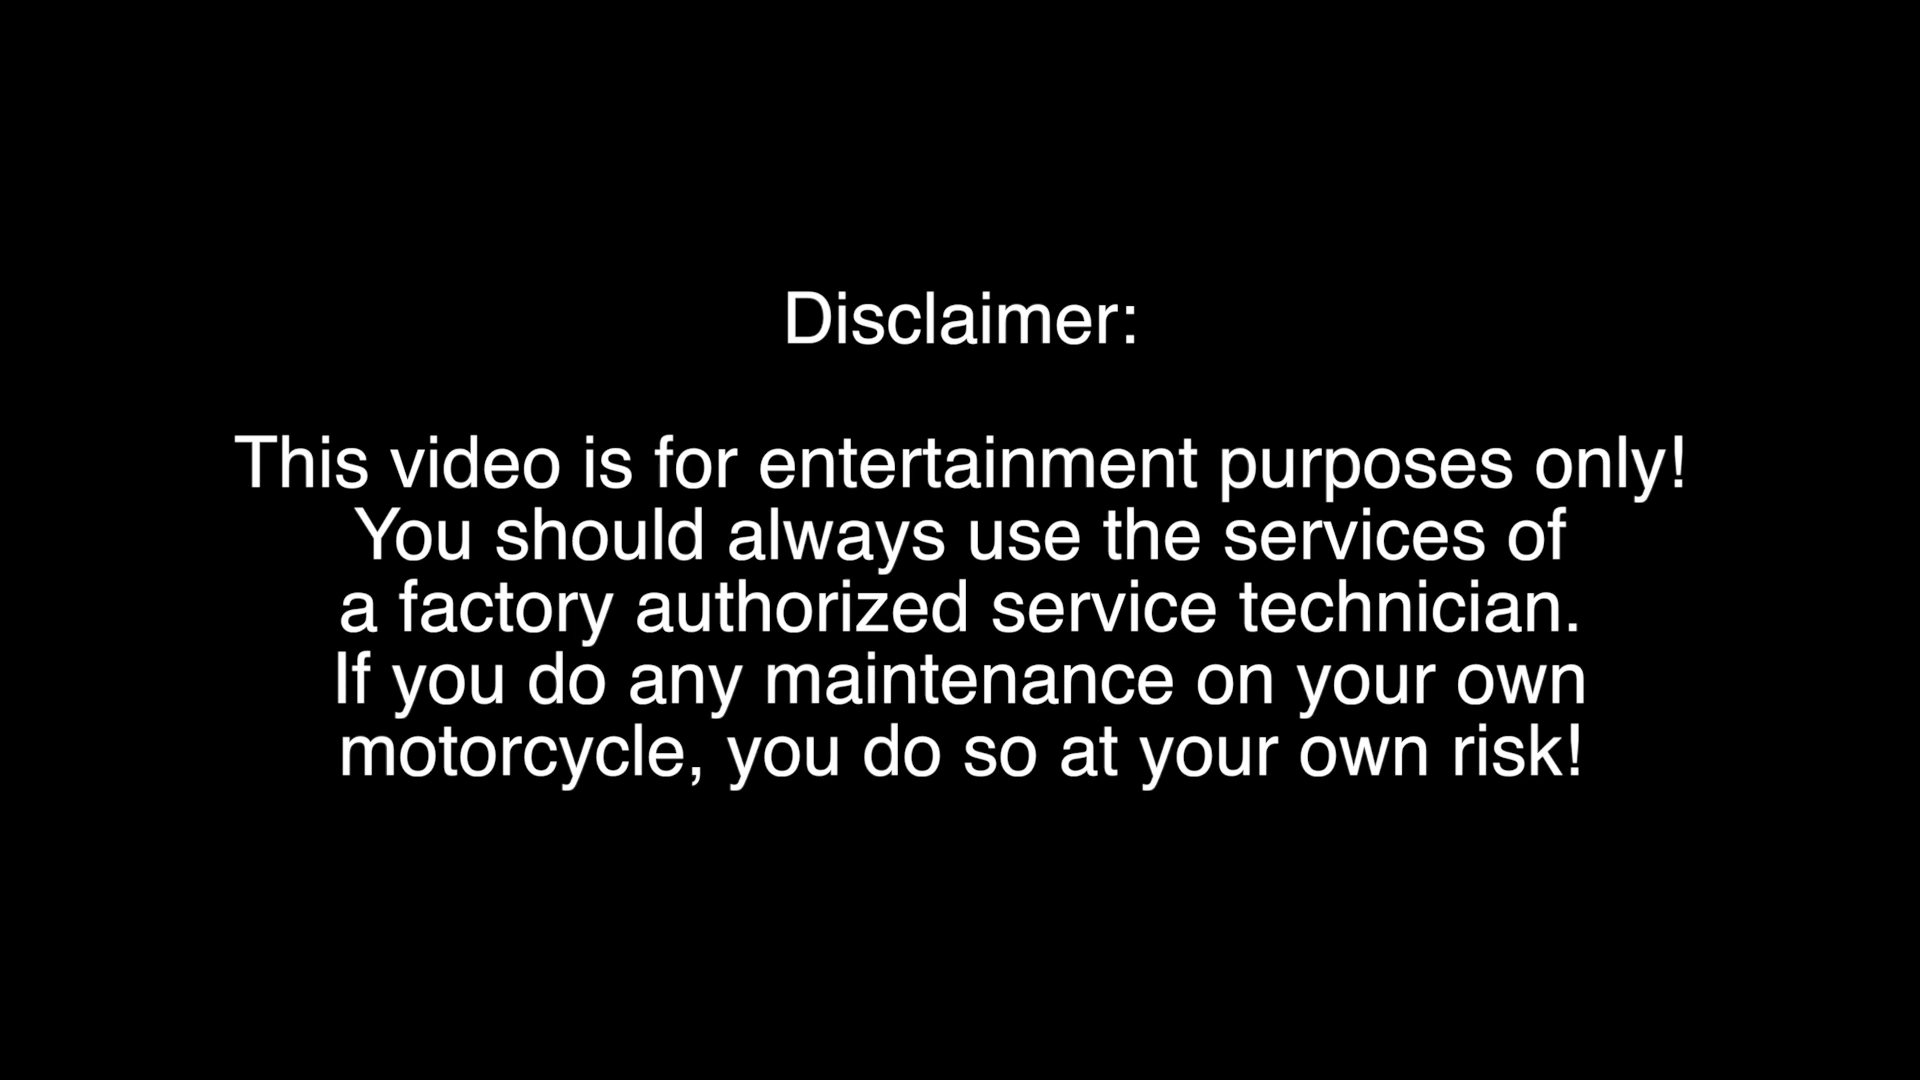 Disclaimer:
This video is for entertainment purposes only!
You should always use the services of
a factory authorized service technician.
If you do any maintenance on your own
motorcycle, you do so at your own risk!